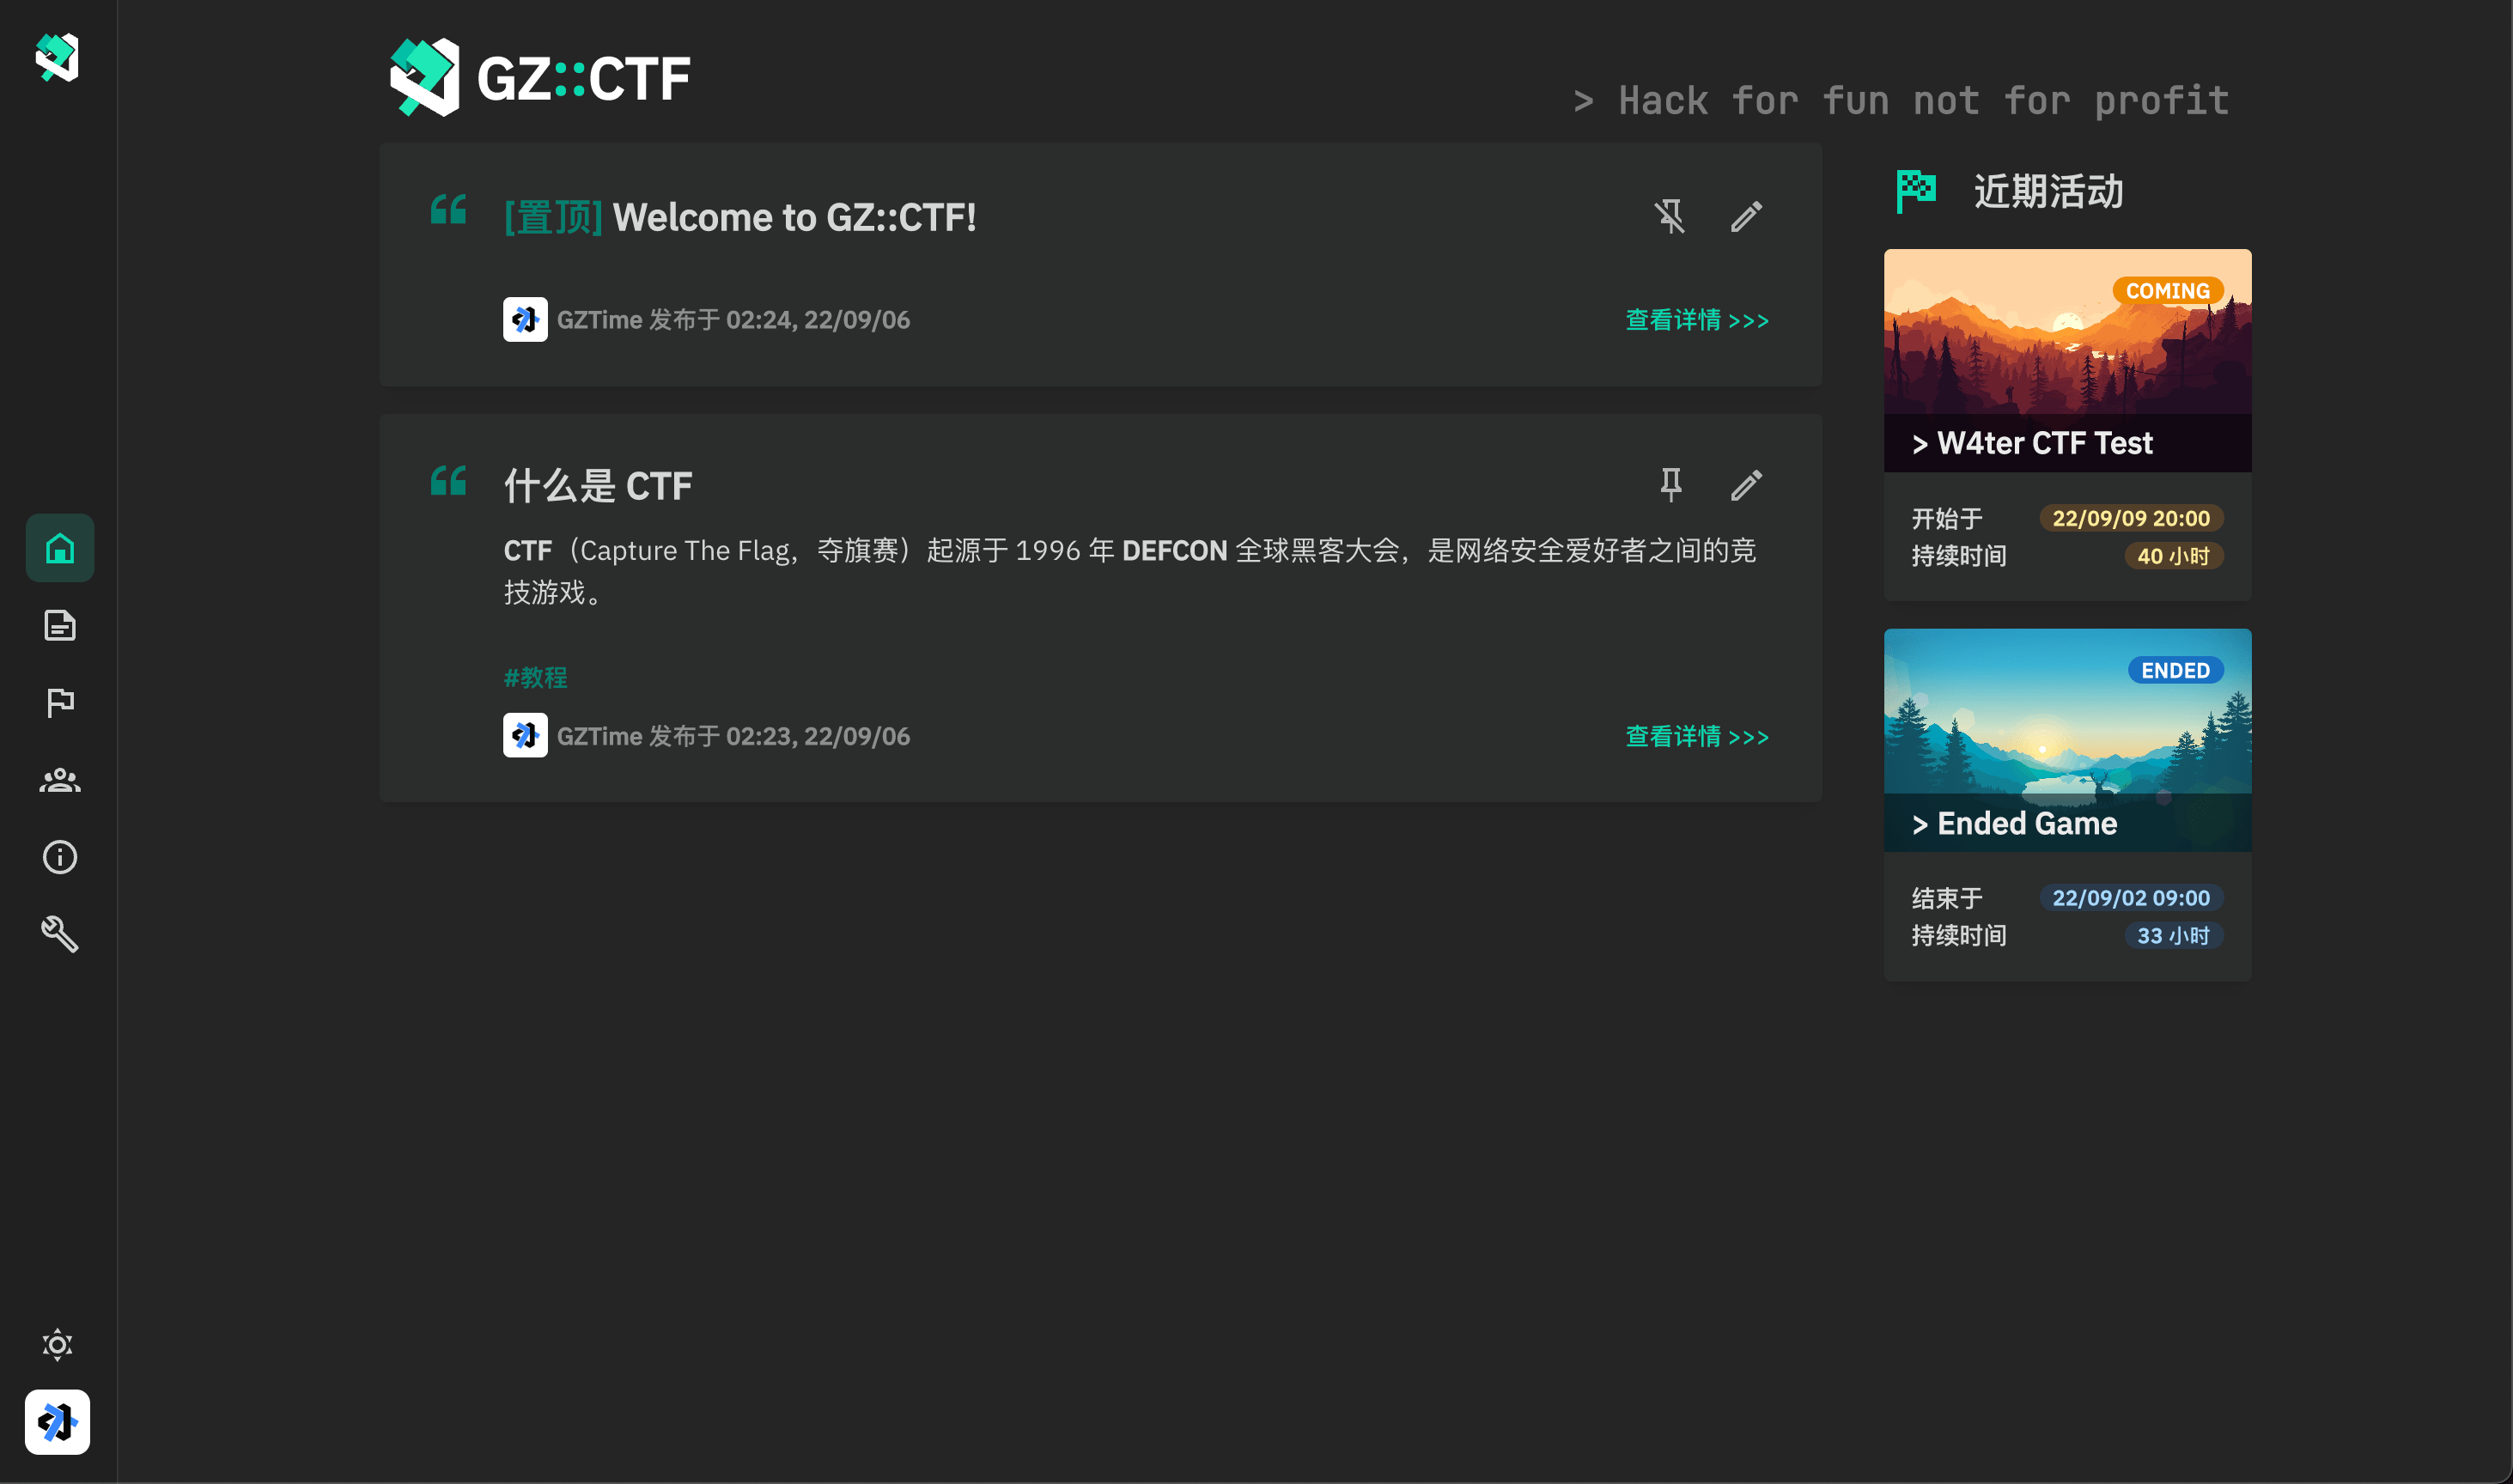 GZ::CTF
> Hack for fun not for profit
[置顶] Welcome to GZ::CTF!
GZTime 发布于 02:24, 22/09/06
查看详情 >>>
什么是 CTF
CTF（Capture The Flag，夺旗赛）起源于 1996 年 DEFCON 全球黑客大会，是网络安全爱好者之间的竞
技游戏。
#教程
GZTime 发布于 02:23, 22/09/06
查看详情 >>>
近期活动
COMING
> W4ter CTF Test
开始于 22/09/09 20:00
持续时间 40 小时
ENDED
> Ended Game
结束于 22/09/02 09:00
持续时间 33 小时